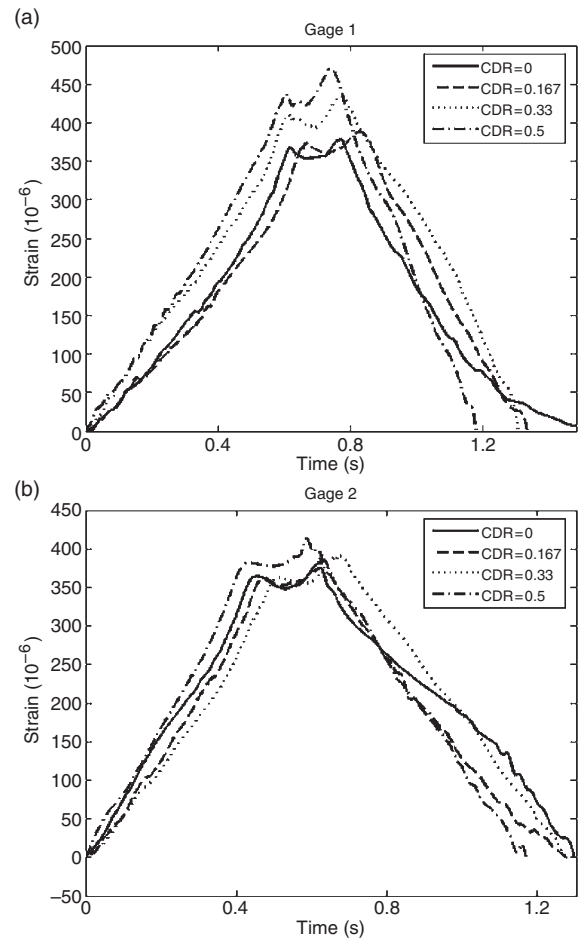 (a)
Gage 1
500
450
400
350
300
250
200
150
100
50
0
Strain (10⁻⁶)
CDR=0
CDR=0.167
CDR=0.33
CDR=0.5
0 0.4 0.8 1.2
Time (s)
(b)
Gage 2
450
400
350
300
250
200
150
100
50
0
−50
Strain (10⁻⁶)
CDR=0
CDR=0.167
CDR=0.33
CDR=0.5
0 0.4 0.8 1.2
Time (s)